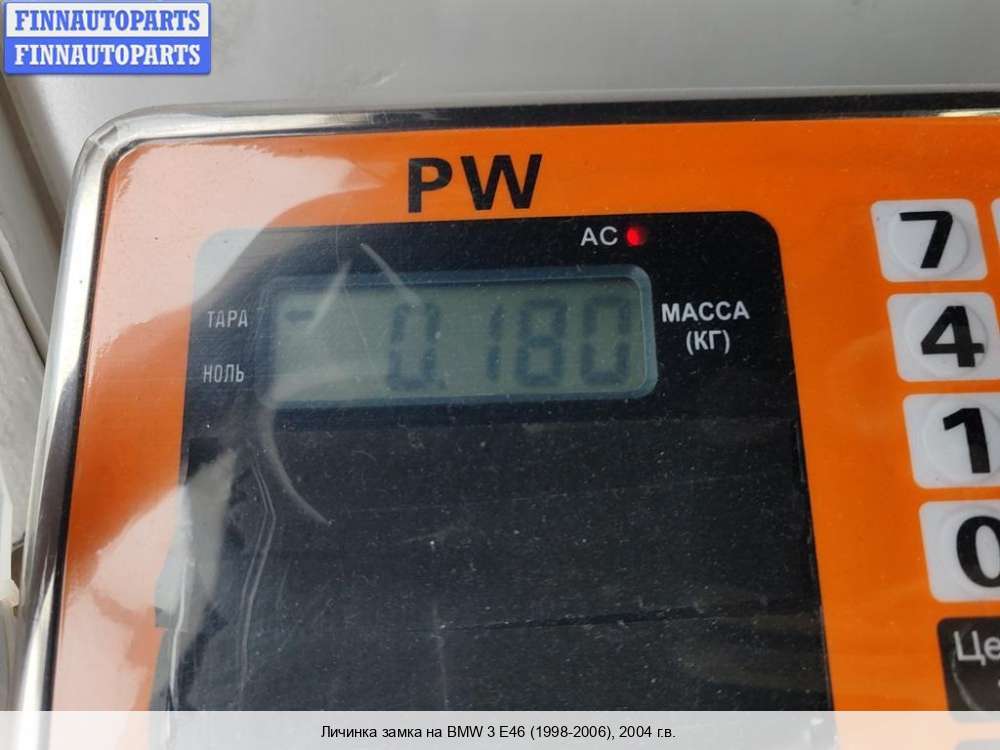 FINNAUTOPARTS
FINNAUTOPARTS
PW
AC
7
ТАРА
0.180
МАССА
(КГ)
4
НОЛЬ
1
0
Це
Личинка замка на BMW 3 E46 (1998-2006), 2004 г.в.